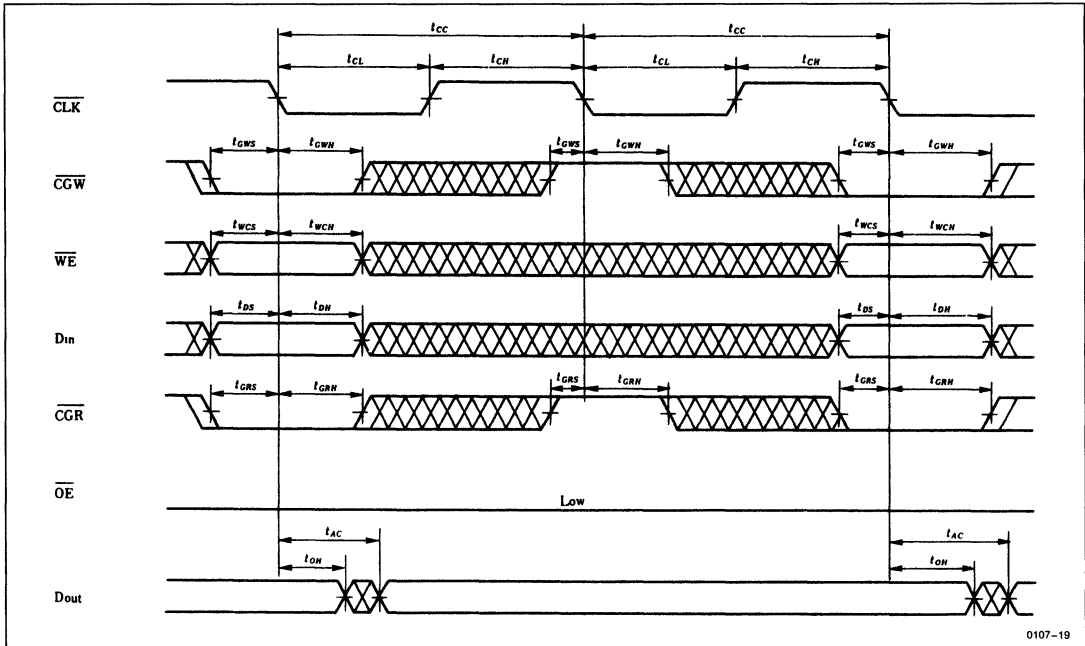 tCC tCC
tCL tCH tCL tCH
CLK
tGWS tGWH tGWS tGWH tGWS tGWH
CGW
tWCS tWCH tWCS tWCH
WE
tDS tDH tDS tDH
Din
tGRS tGRH tGRS tGRH tGRS tGRH
CGR
OE
Low
tAC tAC
tOH tOH
Dout
0107-19